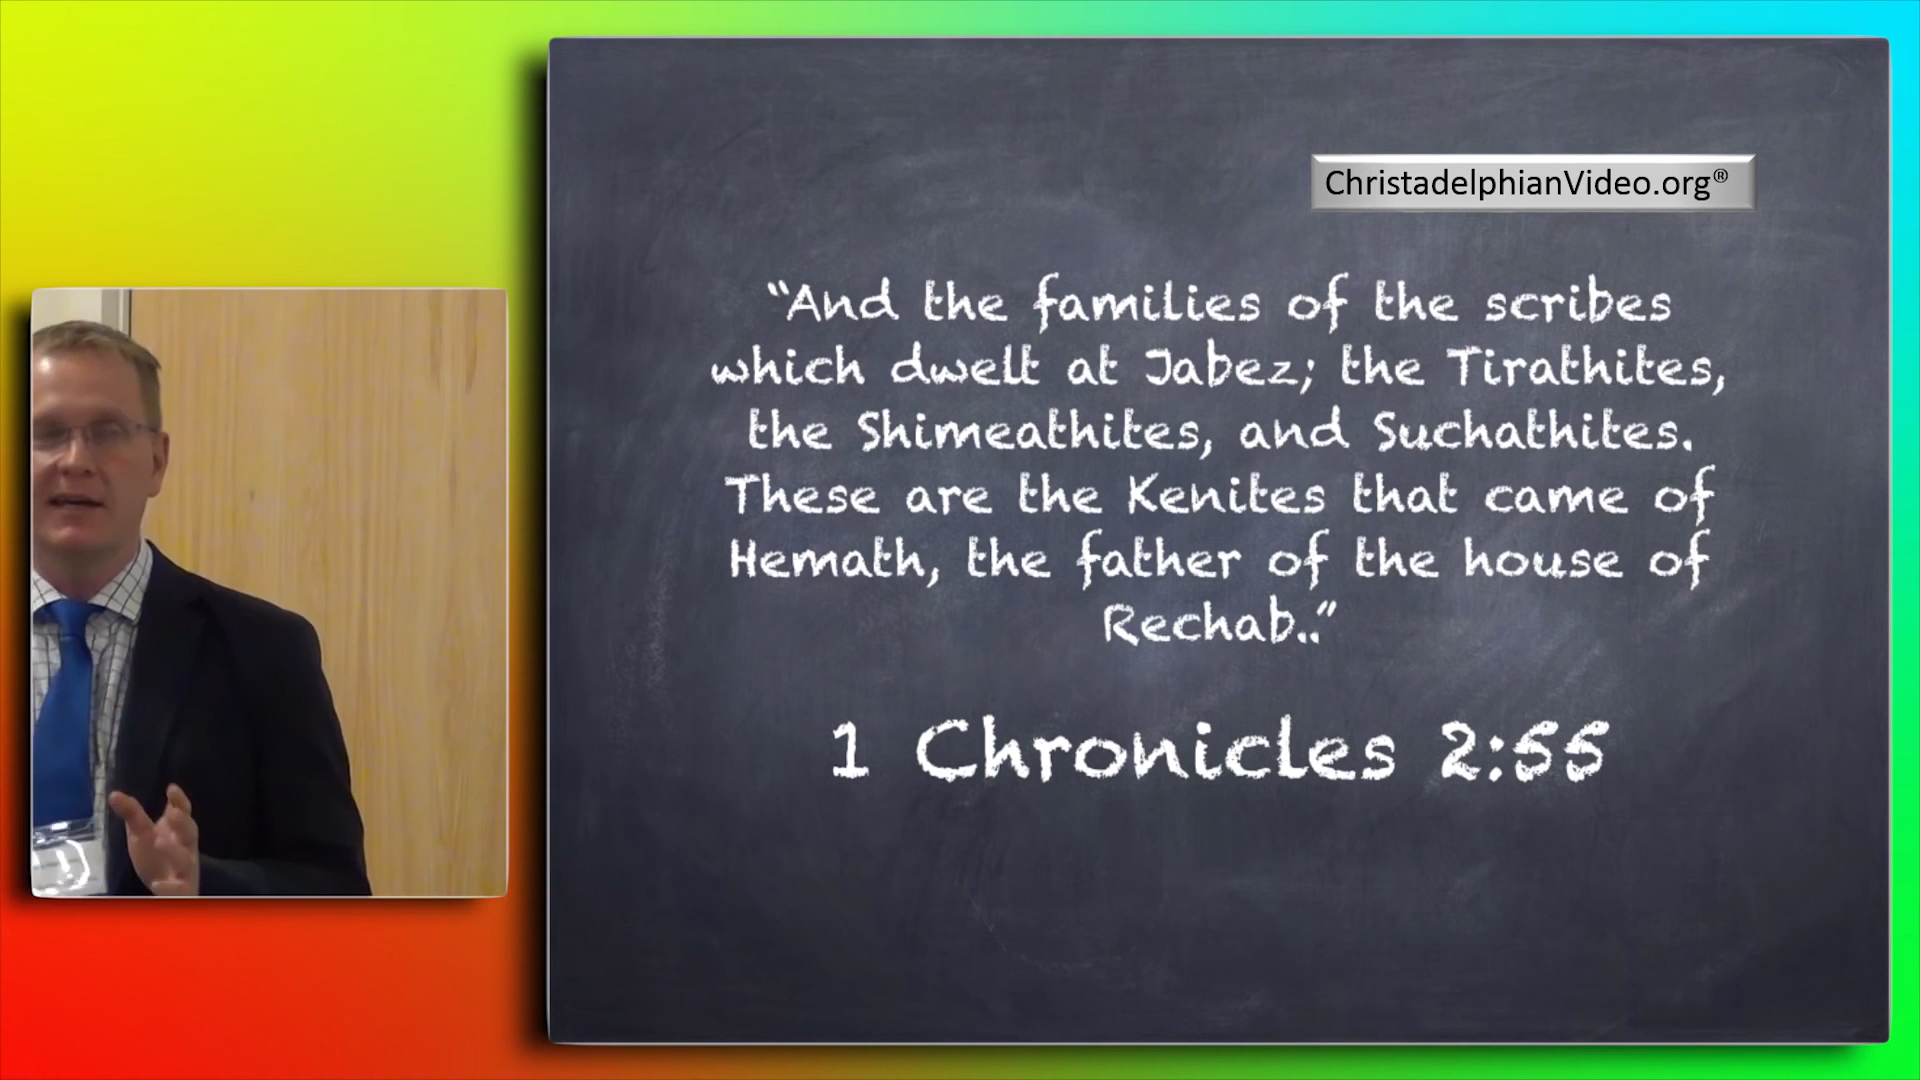 ChristadelphianVideo.org®
“And the families of the scribes
which dwelt at Jabez; the Tirathites,
the Shimeathites, and Suchathites.
These are the Kenites that came of
Hemath, the father of the house of
Rechab..”
1 Chronicles 2:55